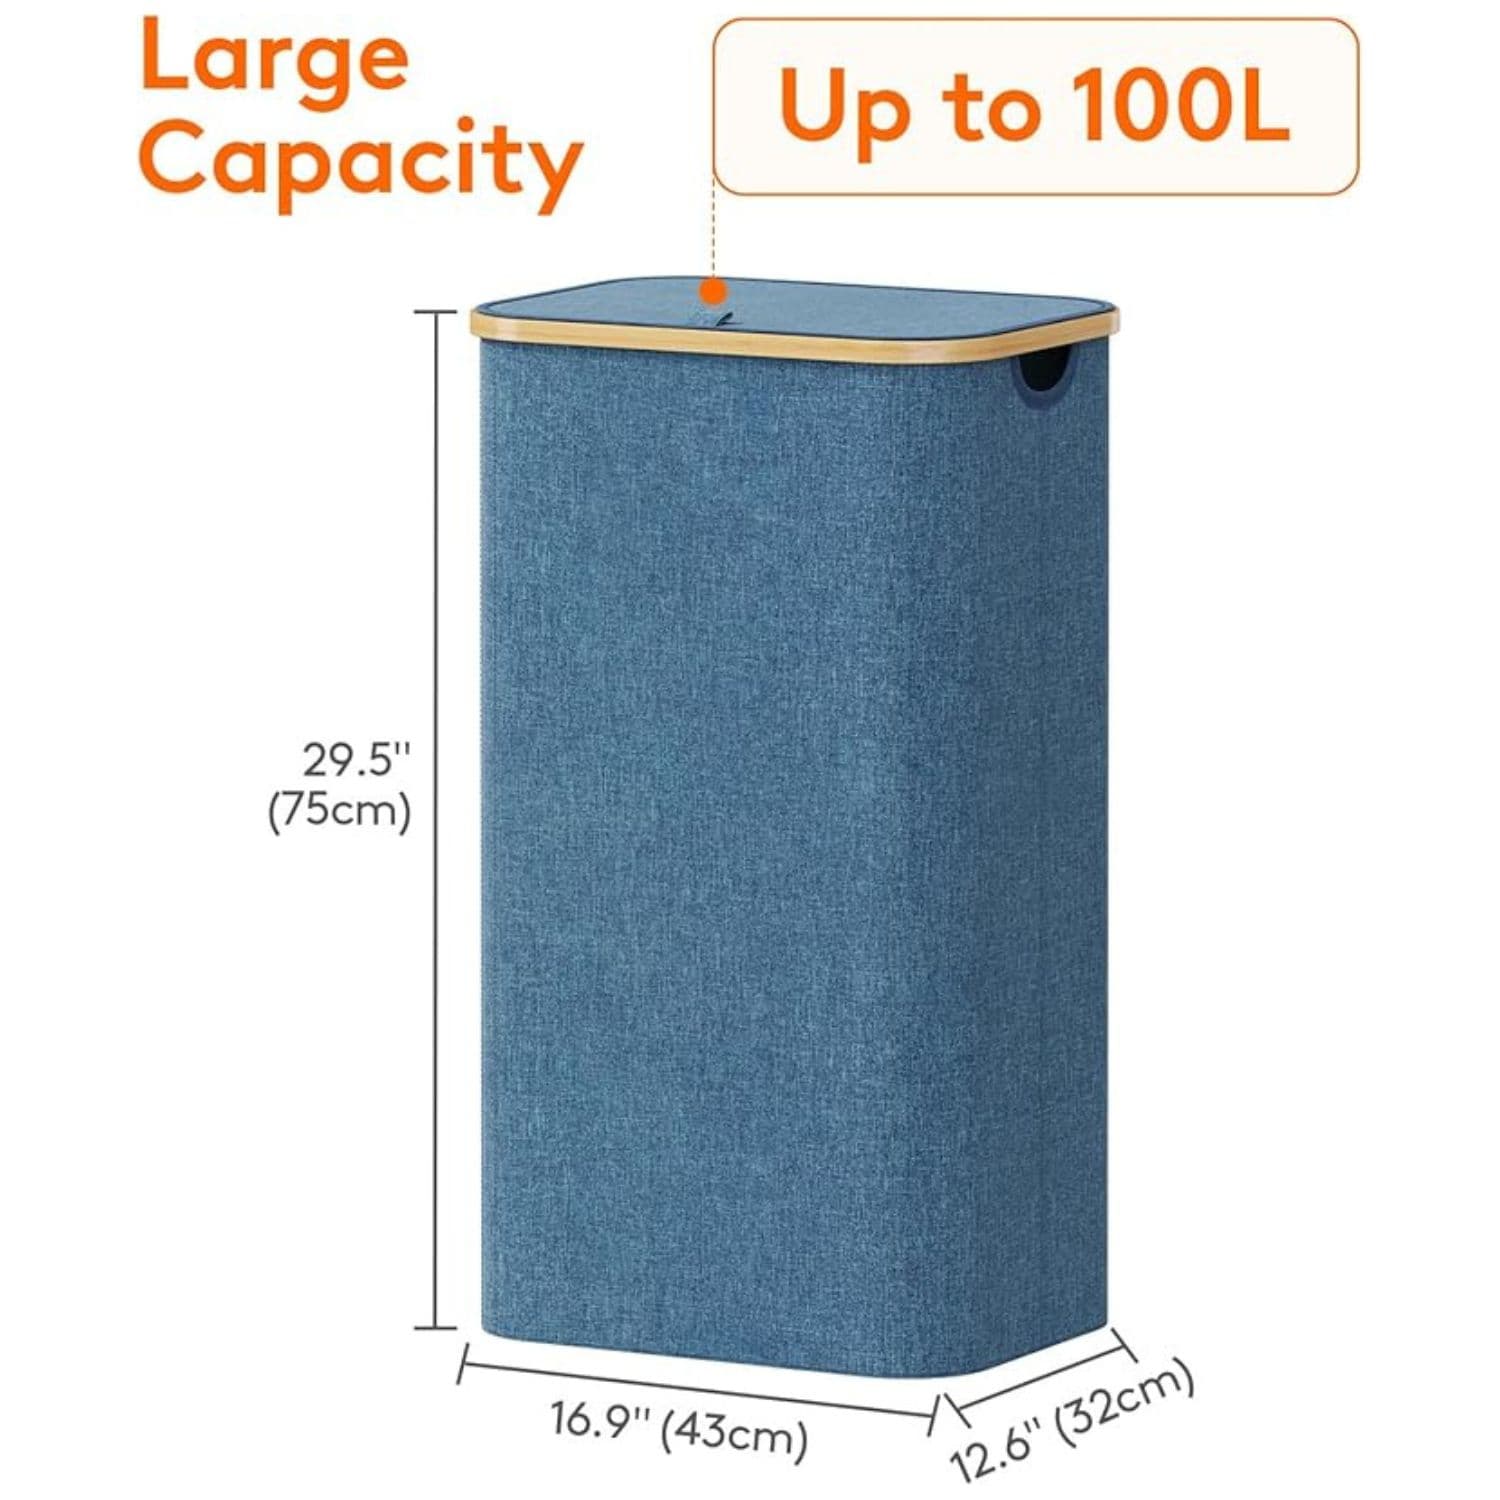 Large
Capacity
Up to 100L
29.5"
(75cm)
16.9" (43cm)
12.6" (32cm)